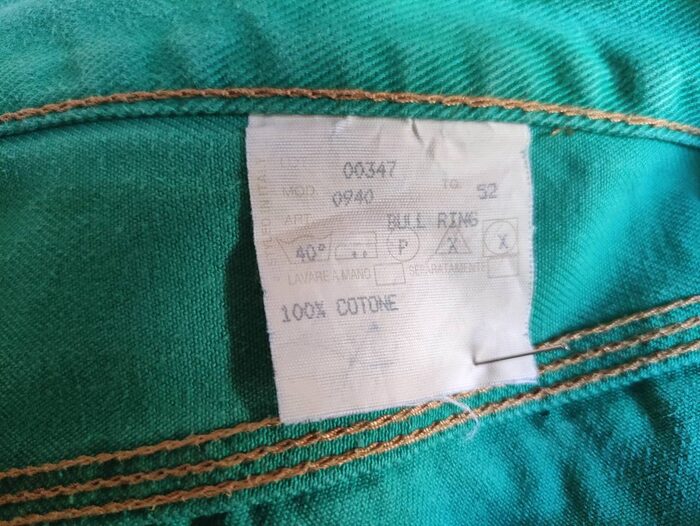 00347
MOD. 0940 TG. 52
ART. BULL RING
40° P X X
LAVARE A MANO SEPARATAMENTE
100% COTONE